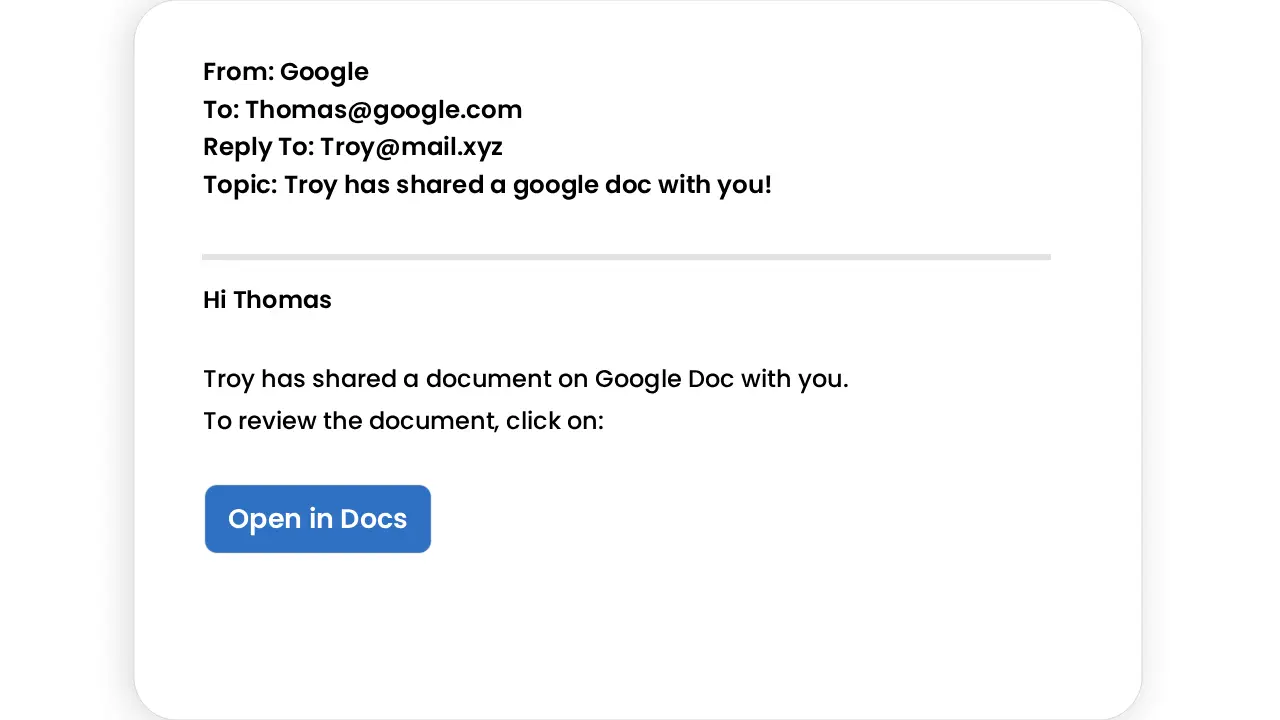 From: Google
To: Thomas@google.com
Reply To: Troy@mail.xyz
Topic: Troy has shared a google doc with you!
Hi Thomas
Troy has shared a document on Google Doc with you.
To review the document, click on:
Open in Docs